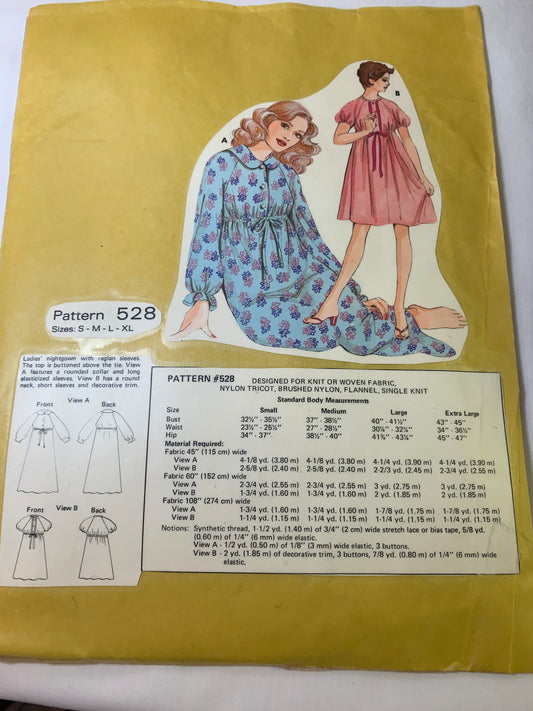 A
B
Pattern 528
Sizes: S - M - L - XL
Ladies' nightgown with raglan sleeves.
The top is buttoned above the tie. View
A features a rounded collar and long
elasticized sleeves. View B has a round
neck, short sleeves and decorative trim.
Front View A Back
Front View B Back
PATTERN #528 DESIGNED FOR KNIT OR WOVEN FABRIC,
NYLON TRICOT, BRUSHED NYLON, FLANNEL, SINGLE KNIT
Standard Body Measurements
Size Small Medium Large Extra Large
Bust 32½" - 35½" 37" - 38½" 40" - 41½" 43" - 45"
Waist 23½" - 25½" 27" - 28½" 30¼" - 32¼" 34" - 36½"
Hip 34" - 37" 38½" - 40" 41¾" - 43¾" 45" - 47"
Material Required:
Fabric 45" (115 cm) wide
View A 4-1/8 yd. (3.80 m) 4-1/8 yd. (3.80 m) 4-1/4 yd. (3.90 m) 4-1/4 yd. (3.90 m)
View B 2-5/8 yd. (2.40 m) 2-5/8 yd. (2.40 m) 2-2/3 yd. (2.45 m) 2-3/4 yd. (2.55 m)
Fabric 60" (152 cm) wide
View A 2-3/4 yd. (2.55 m) 2-3/4 yd. (2.55 m) 3 yd. (2.75 m) 3 yd. (2.75 m)
View B 1-3/4 yd. (1.60 m) 1-3/4 yd. (1.60 m) 2 yd. (1.85 m) 2 yd. (1.85 m)
Fabric 108" (274 cm) wide
View A 1-3/4 yd. (1.60 m) 1-3/4 yd. (1.60 m) 1-7/8 yd. (1.75 m) 1-7/8 yd. (1.75 m)
View B 1-1/4 yd. (1.15 m) 1-1/4 yd. (1.15 m) 1-1/4 yd. (1.15 m) 1-1/4 yd. (1.15 m)
Notions: Synthetic thread, 1-1/2 yd. (1.40 m) of 3/4" (2 cm) wide stretch lace or bias tape, 5/8 yd.
(0.60 m) of 1/4" (6 mm) wide elastic.
View A - 1/2 yd. (0.50 m) of 1/8" (3 mm) wide elastic, 3 buttons.
View B - 2 yd. (1.85 m) of decorative trim, 3 buttons, 7/8 yd. (0.80 m) of 1/4" (6 mm) wide
elastic.